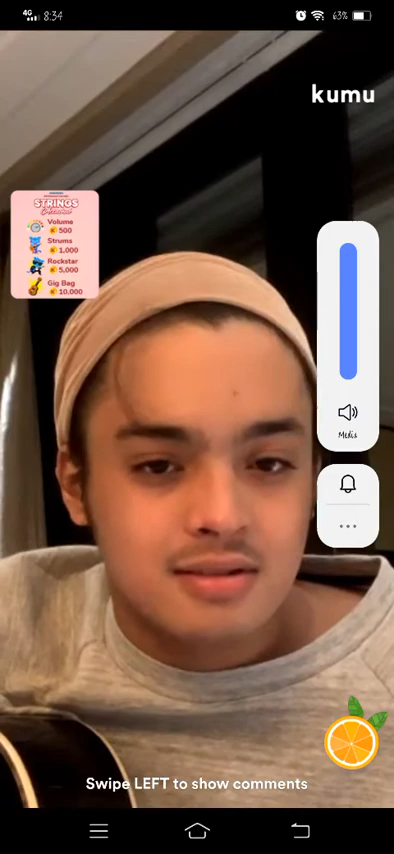 4G 8:34 63%
kumu
STRINGS
Volume
500
Strums
1,000
Rockstar
5,000
Gig Bag
10,000
Media
Swipe LEFT to show comments